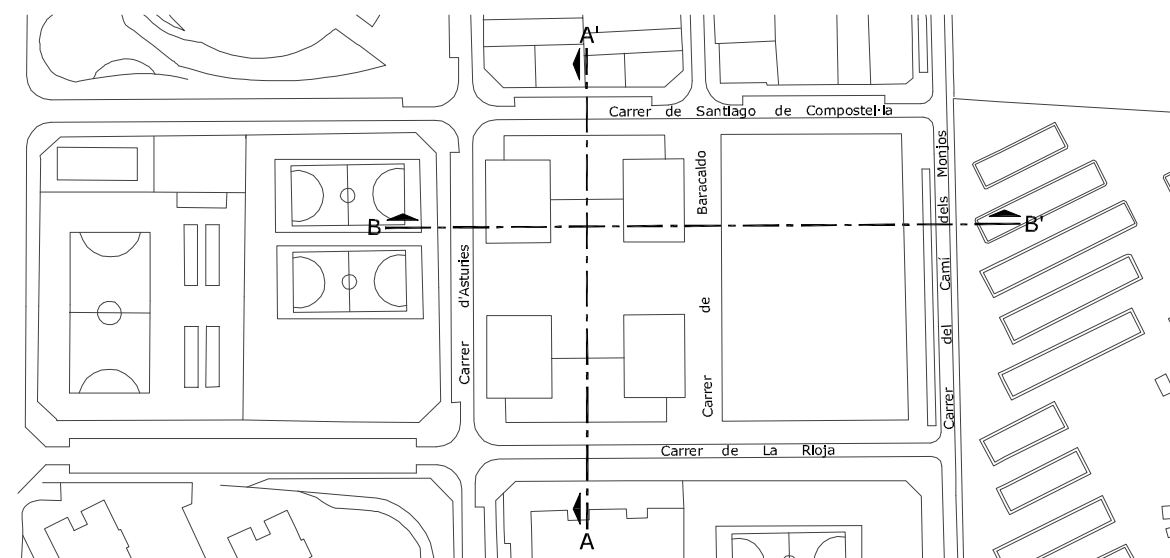 A'
Carrer de Santiago de Compostel·la
B
B'
Carrer d'Asturies
Carrer de Baracaldo
Carrer del Camí dels Monjos
Carrer de La Rioja
A